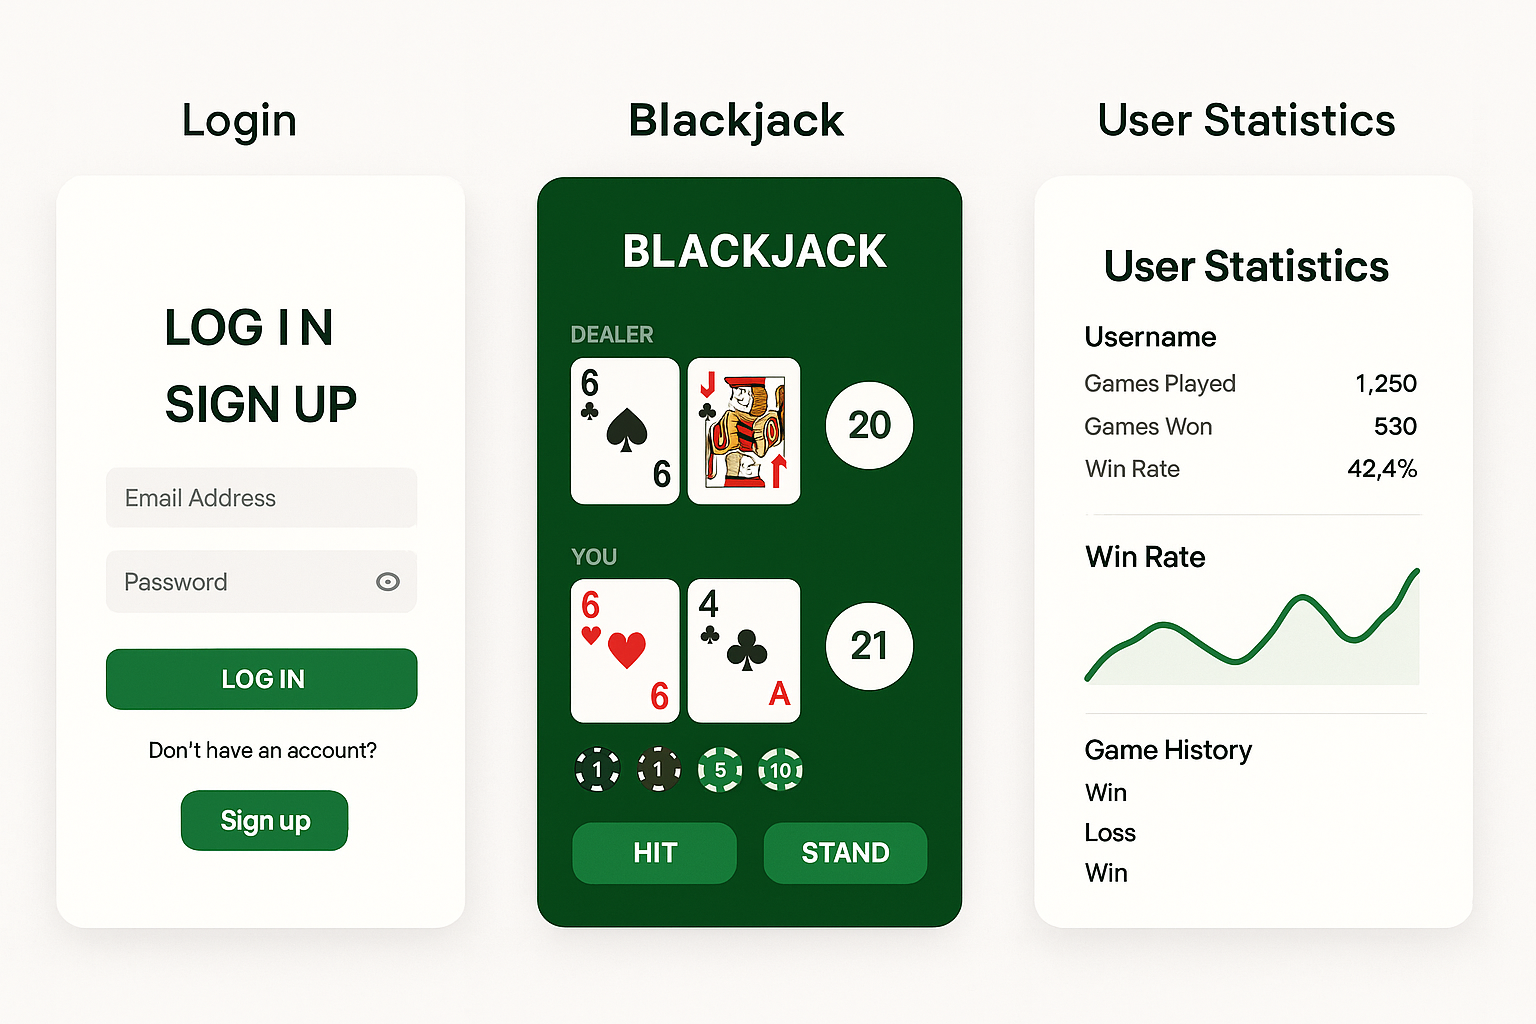 Login
LOG IN
SIGN UP
Email Address
Password
LOG IN
Don't have an account?
Sign up
Blackjack
BLACKJACK
DEALER
6
6
J
J
20
YOU
6
6
4
A
21
1
1
5
10
HIT
STAND
User Statistics
User Statistics
Username
Games Played 1,250
Games Won 530
Win Rate 42,4%
Win Rate
Game History
Win
Loss
Win